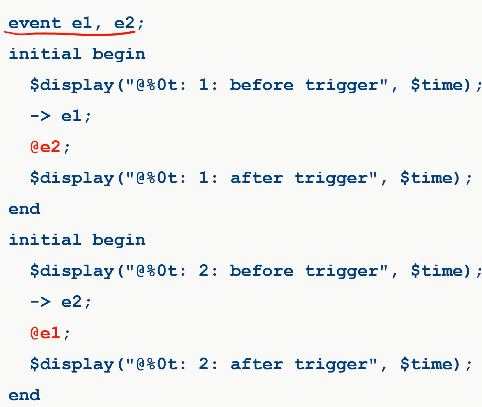 event e1, e2;
initial begin
$display("@%0t: 1: before trigger", $time);
-> e1;
@e2;
$display("@%0t: 1: after trigger", $time);
end
initial begin
$display("@%0t: 2: before trigger", $time);
-> e2;
@e1;
$display("@%0t: 2: after trigger", $time);
end